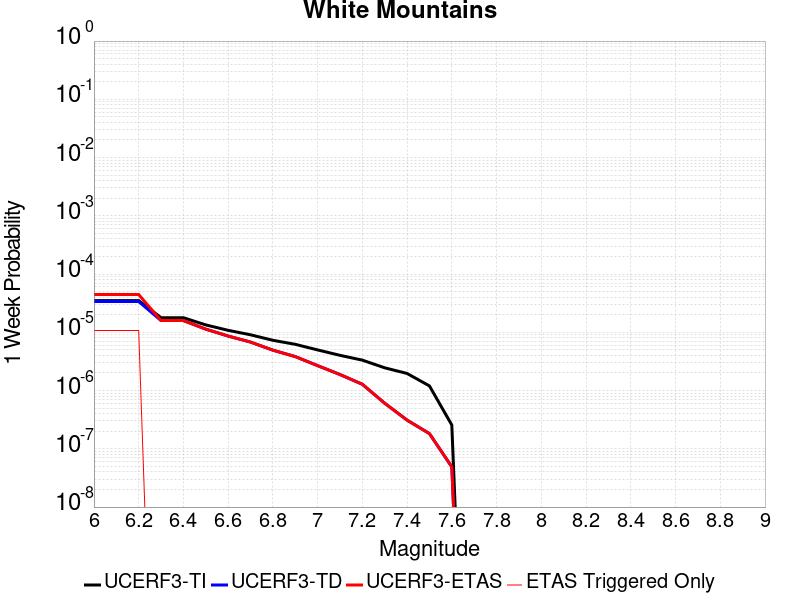 White Mountains
10^0
10^-1
10^-2
10^-3
10^-4
10^-5
10^-6
10^-7
10^-8
1 Week Probability
6 6.2 6.4 6.6 6.8 7 7.2 7.4 7.6 7.8 8 8.2 8.4 8.6 8.8 9
Magnitude
UCERF3-TI UCERF3-TD UCERF3-ETAS ETAS Triggered Only